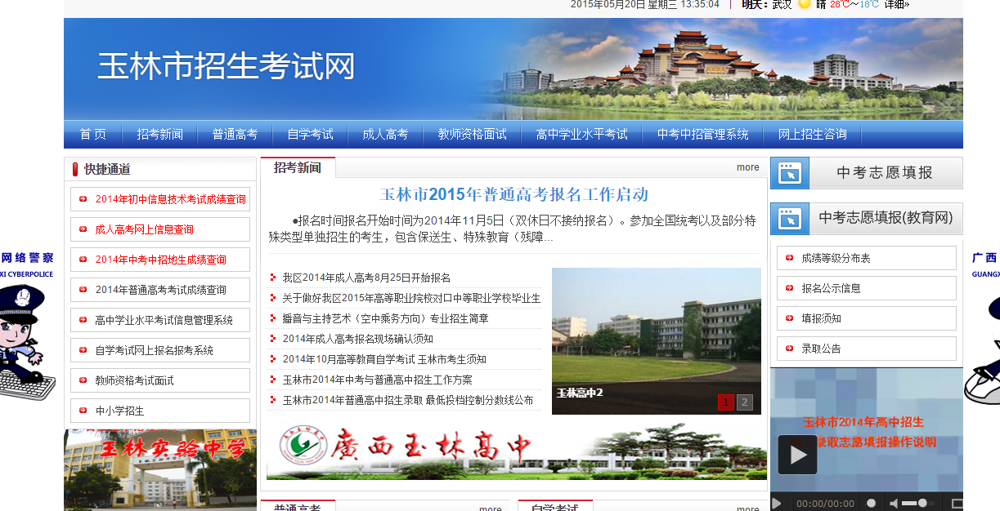 2015年05月20日 星期三 13:35:04 | 明天: 武汉 晴 28℃～18℃ 详细»
玉林市招生考试网
首 页 招考新闻 普通高考 自学考试 成人高考 教师资格面试 高中学业水平考试 中考中招管理系统 网上招生咨询
快捷通道
2014年初中信息技术考试成绩查询
成人高考网上信息查询
2014年中考中招地生成绩查询
2014年普通高考考试成绩查询
高中学业水平考试信息管理系统
自学考试网上报名报考系统
教师资格考试面试
中小学招生
玉林实验中学
网络警察
XI CYBERPOLICE
招考新闻 more
玉林市2015年普通高考报名工作启动
●报名时间报名开始时间为2014年11月5日（双休日不接纳报名）。参加全国统考以及部分特
殊类型单独招生的考生，包含保送生、特殊教育（残障...
我区2014年成人高考8月25日开始报名
关于做好我区2015年高等职业院校对口中等职业学校毕业生
播音与主持艺术（空中乘务方向）专业招生简章
2014年成人高考报名现场确认须知
2014年10月高等教育自学考试 玉林市考生须知
玉林市2014年中考与普通高中招生工作方案
玉林市2014年普通高中招生录取 最低投档控制分数线公布
玉林高中2
1 2
廣西玉林高中
普通高考 more
自学考试 more
中考志愿填报
中考志愿填报(教育网)
成绩等级分布表
报名公示信息
填报须知
录取公告
玉林市2014年高中招生
录取志愿填报操作说明
00:00/00:00
广西
GUANGX